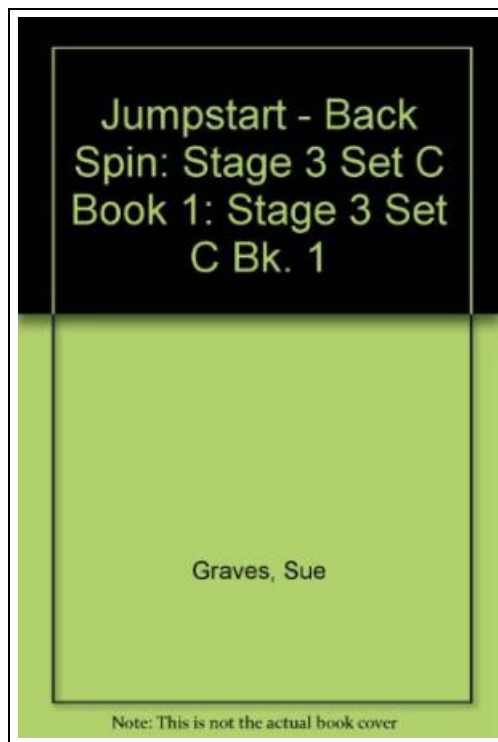 Jumpstart - Back
Spin: Stage 3 Set C
Book 1: Stage 3 Set
C Bk. 1
Graves, Sue
Note: This is not the actual book cover